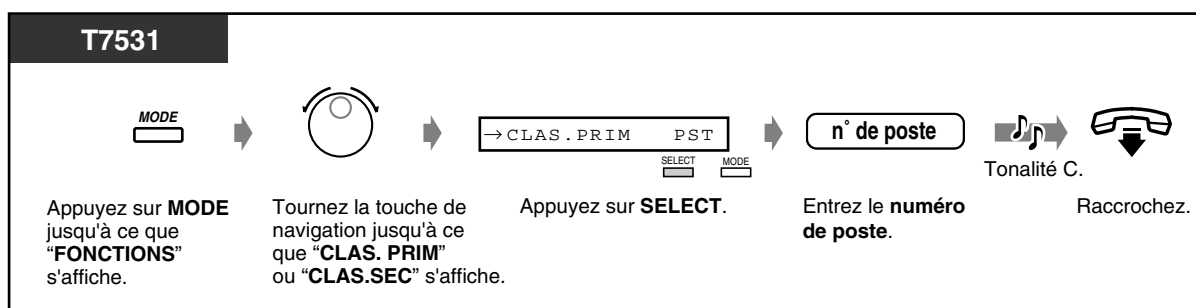 T7531
MODE
→CLAS.PRIM PST
SELECT MODE
n° de poste
Tonalité C.
Appuyez sur MODE
jusqu'à ce que
“FONCTIONS”
s'affiche.
Tournez la touche de
navigation jusqu'à ce
que “CLAS. PRIM”
ou “CLAS.SEC” s'affiche.
Appuyez sur SELECT.
Entrez le numéro
de poste.
Raccrochez.